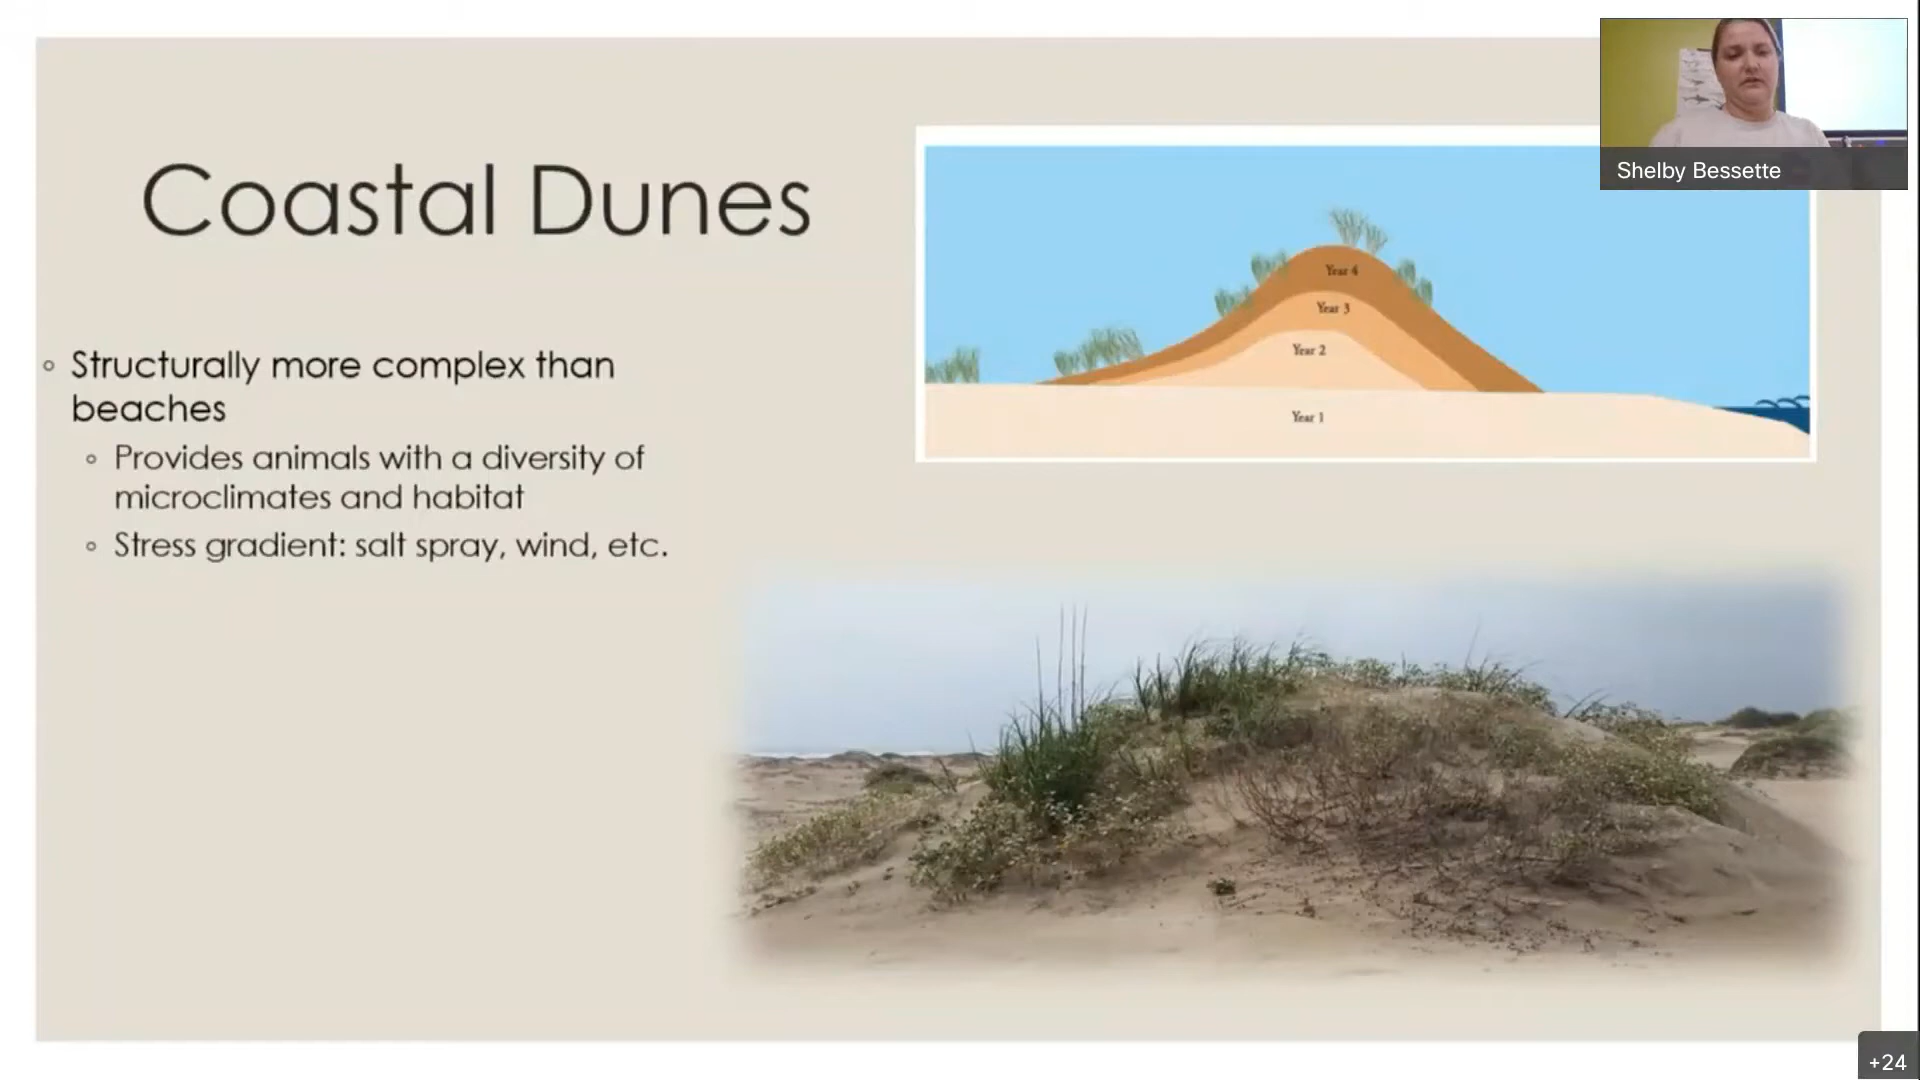 Shelby Bessette
Coastal Dunes
◦ Structurally more complex than
beaches
◦ Provides animals with a diversity of
microclimates and habitat
◦ Stress gradient: salt spray, wind, etc.
Year 4
Year 3
Year 2
Year 1
+24